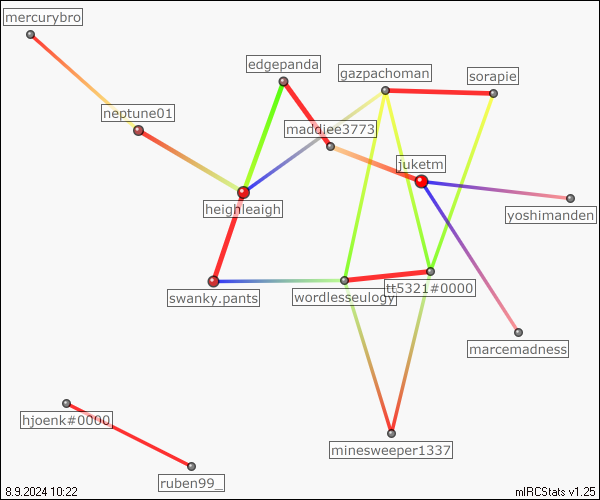 mercurybro
edgepanda
gazpachoman
sorapie
neptune01
maddiee3773
juketm
heighleaigh
yoshimanden
swanky.pants
wordlesseulogy
tt5321#0000
marcemadness
hjoenk#0000
minesweeper1337
ruben99_
8.9.2024 10:22
mIRCStats v1.25